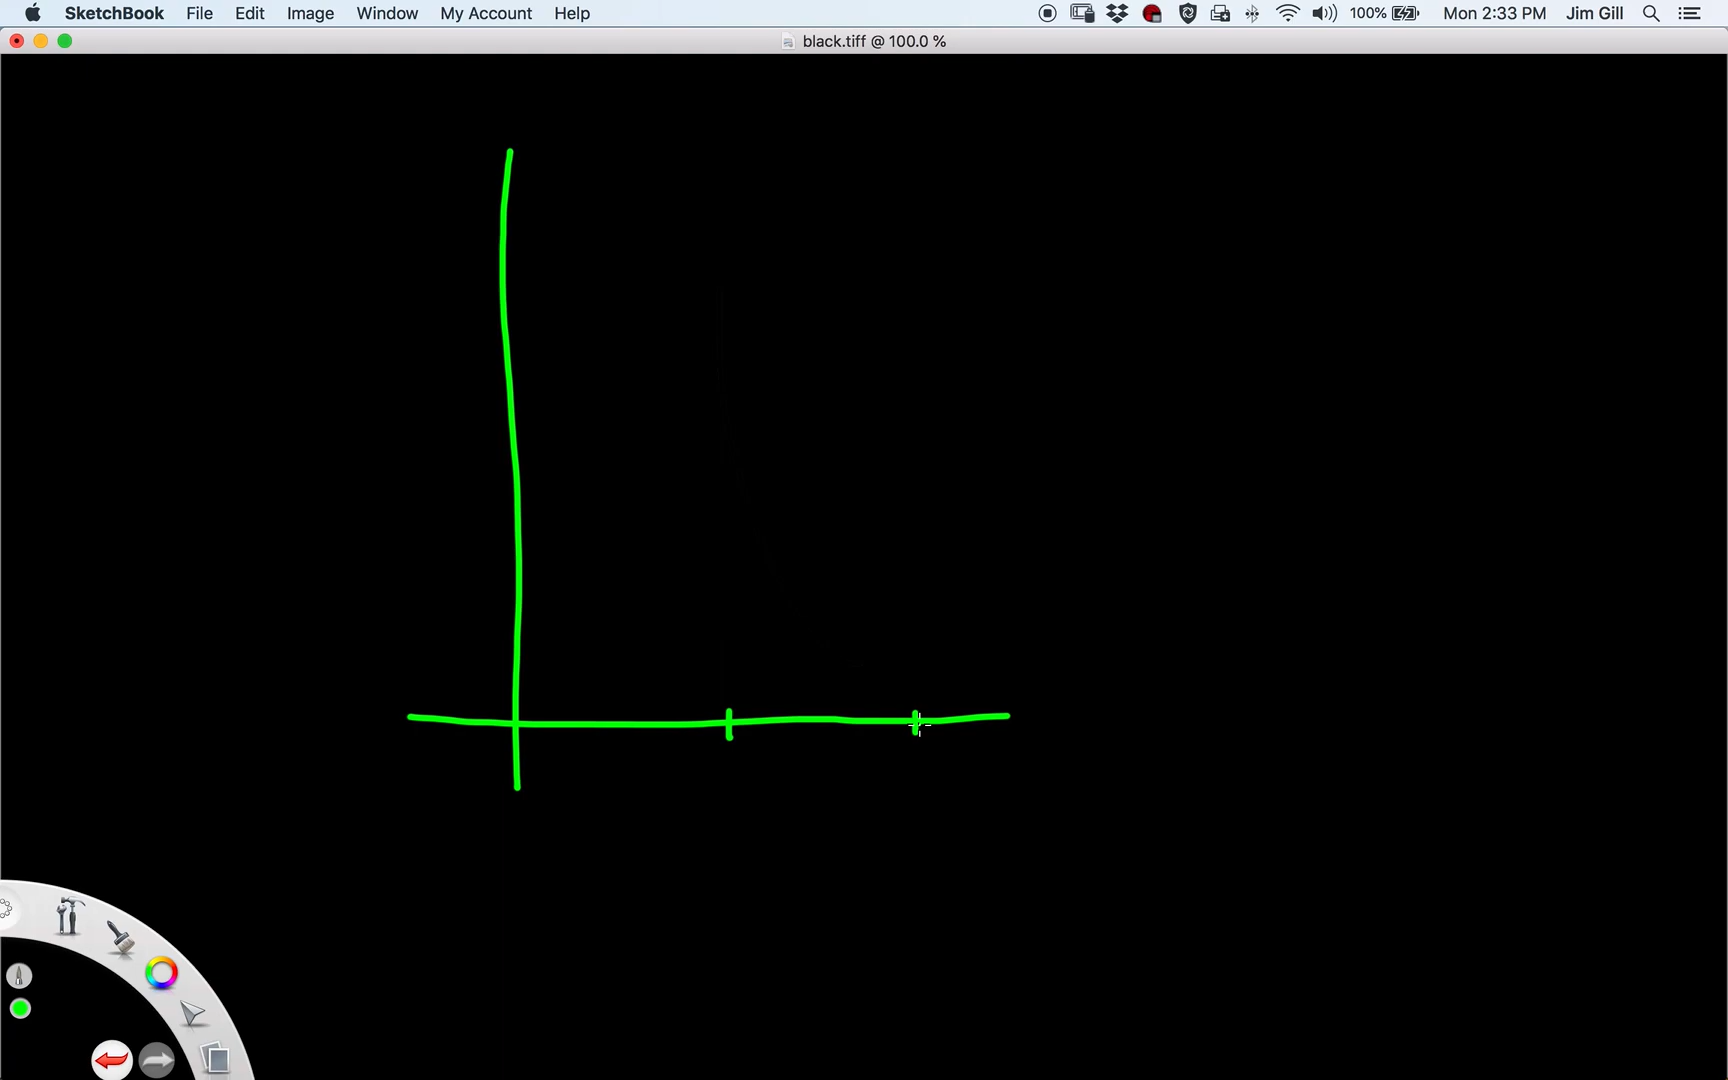 SketchBook File Edit Image Window My Account Help 100% Mon 2:33 PM Jim Gill
black.tiff @ 100.0 %